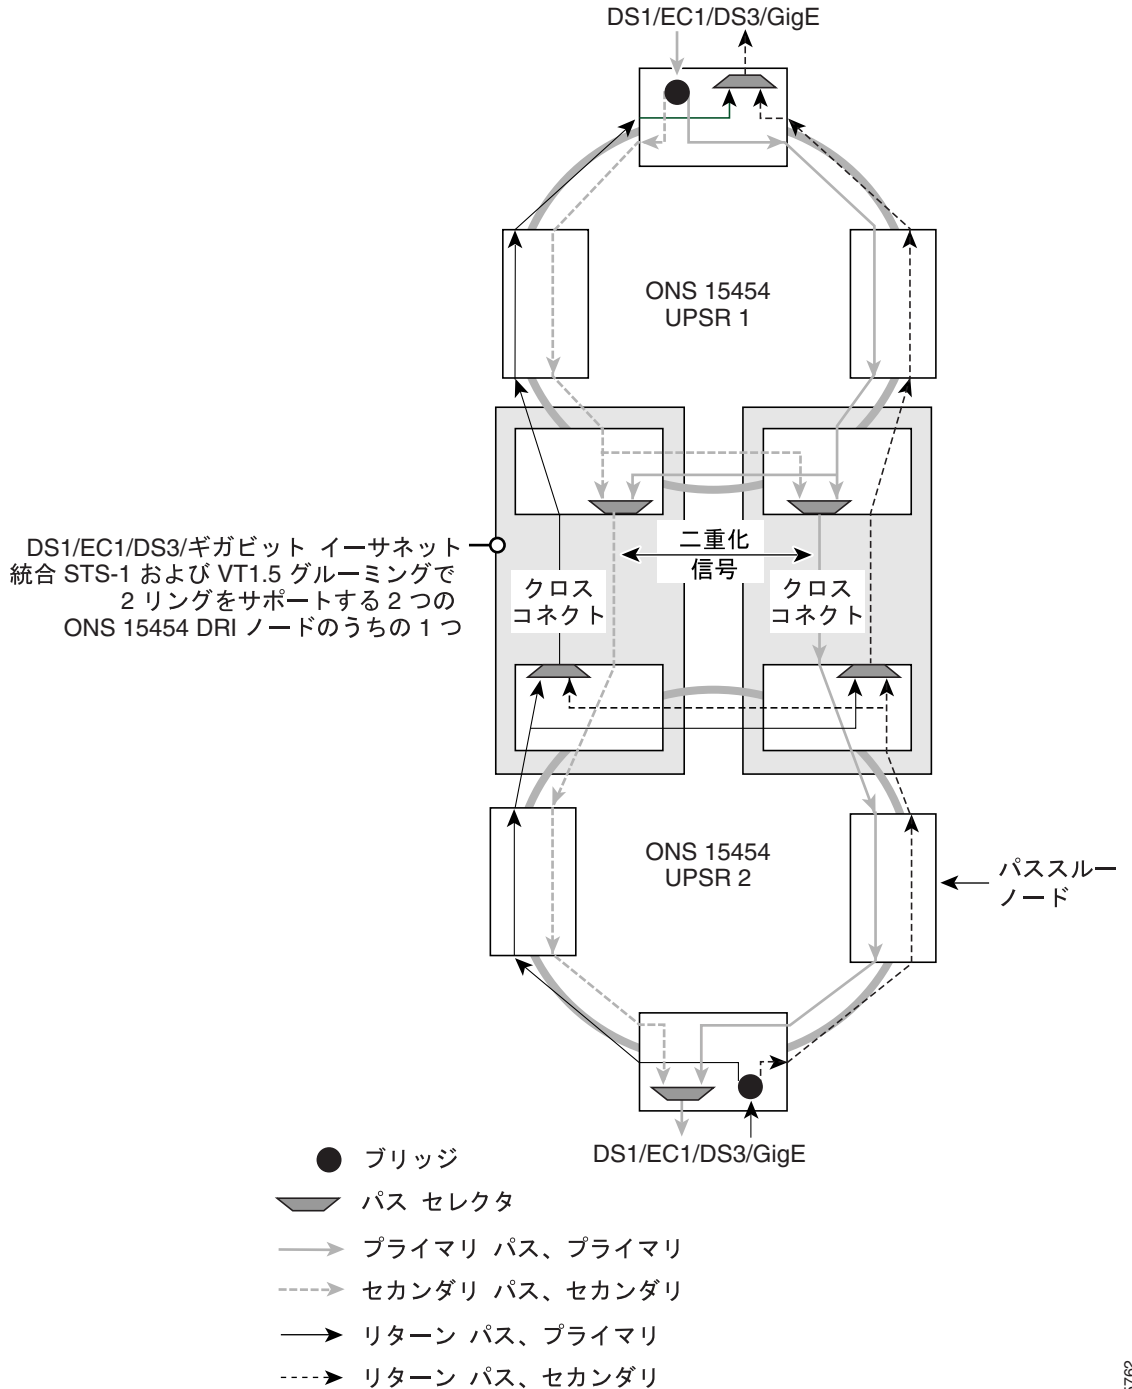 DS1/EC1/DS3/GigE
ONS 15454
UPSR 1
DS1/EC1/DS3/ギガビット イーサネット
統合 STS-1 および VT1.5 グルーミングで
2 リングをサポートする 2 つの
ONS 15454 DRI ノードのうちの 1 つ
二重化
信号
クロス
コネクト
クロス
コネクト
ONS 15454
UPSR 2
パススルー
ノード
DS1/EC1/DS3/GigE
ブリッジ
パス セレクタ
プライマリ パス、プライマリ
セカンダリ パス、セカンダリ
リターン パス、プライマリ
リターン パス、セカンダリ